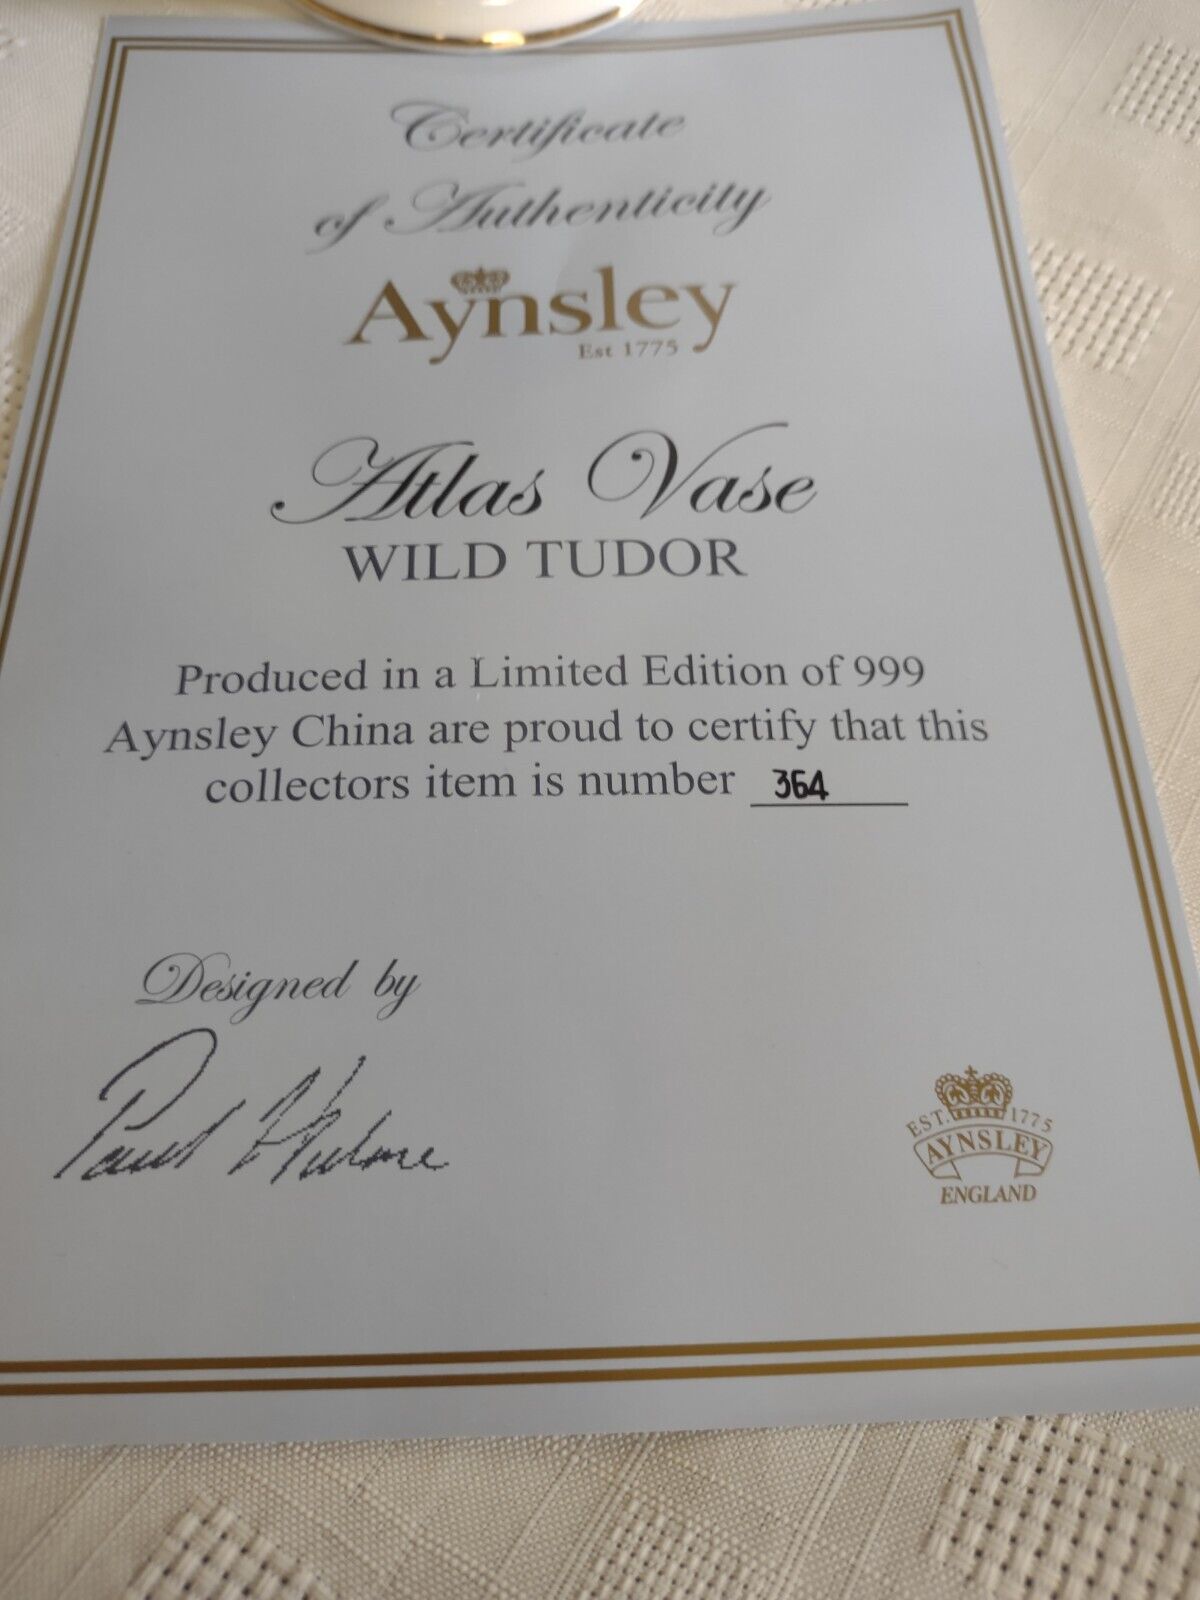 Certificate
of Authenticity
Aynsley
Est 1775
Atlas Vase
WILD TUDOR
Produced in a Limited Edition of 999
Aynsley China are proud to certify that this
collectors item is number 364
Designed by
Paul
EST. 1775
AYNSLEY
ENGLAND